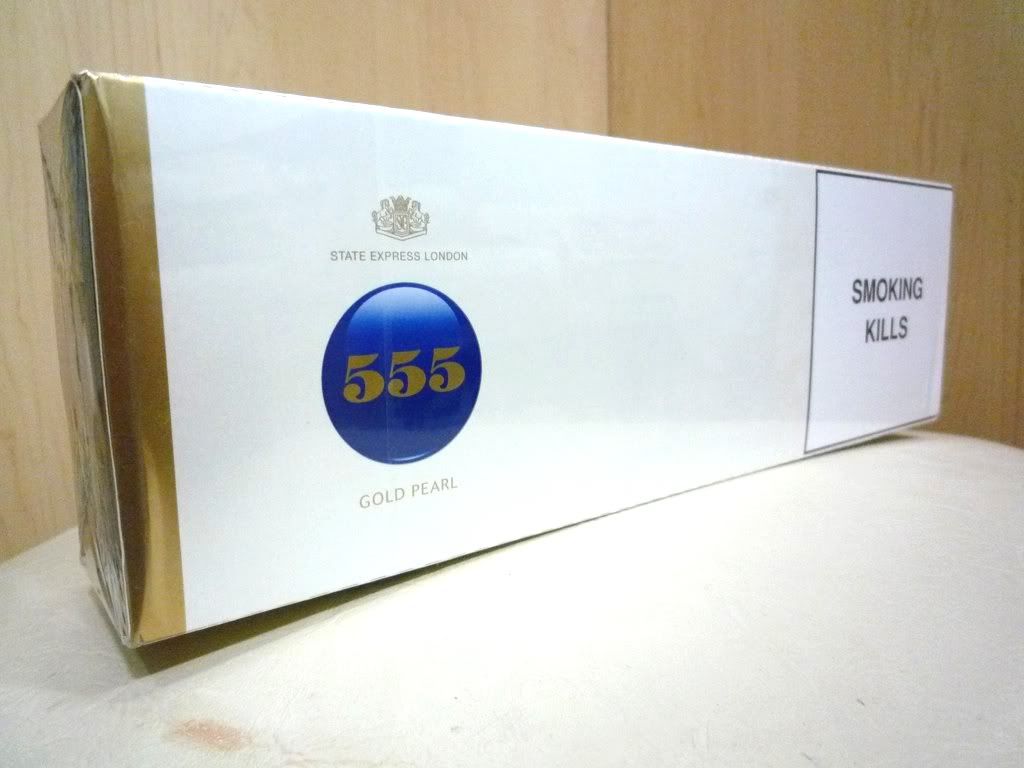 STATE EXPRESS LONDON
555
GOLD PEARL
SMOKING
KILLS